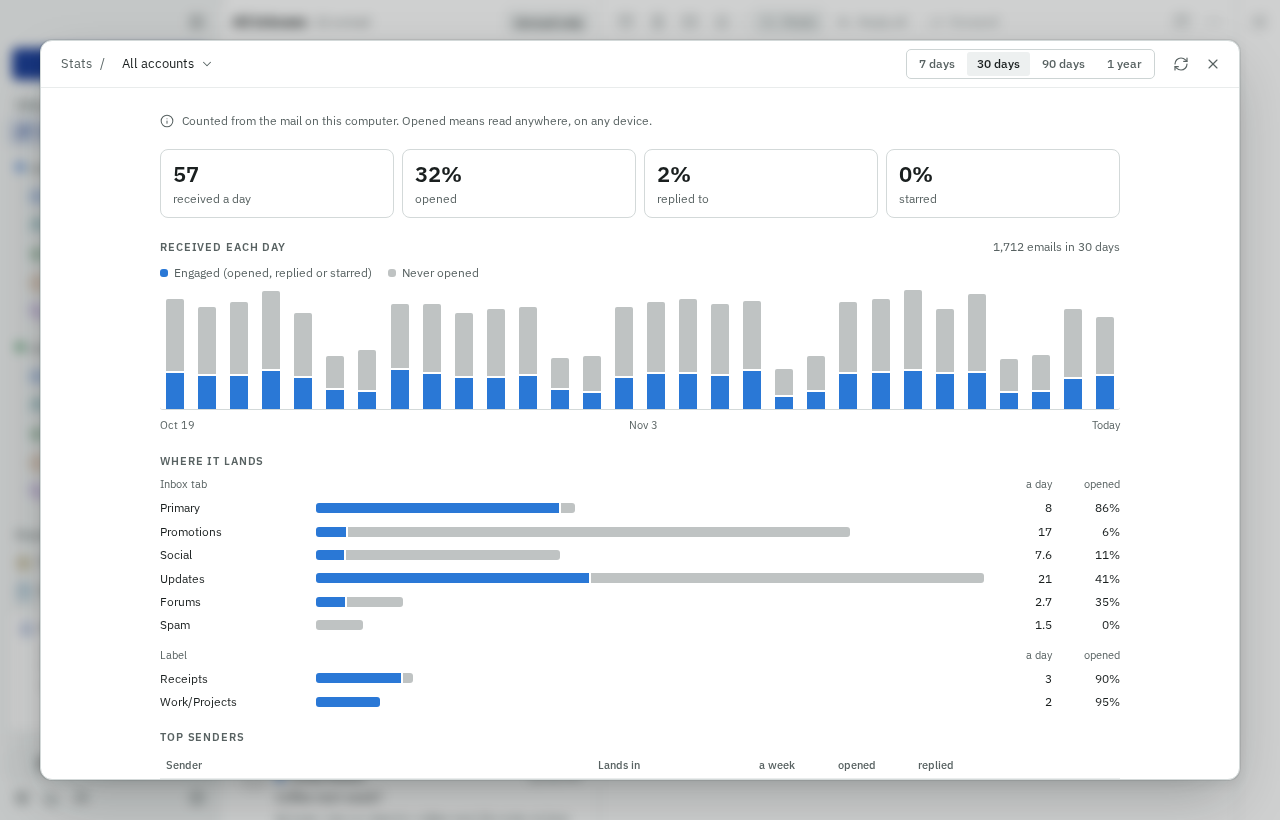 Stats / All accounts
7 days 30 days 90 days 1 year
Counted from the mail on this computer. Opened means read anywhere, on any device.
57 32% 2% 0%
received a day opened replied to starred
RECEIVED EACH DAY 1,712 emails in 30 days
Engaged (opened, replied or starred) Never opened
Oct 19 Nov 3 Today
WHERE IT LANDS
Inbox tab a day opened
Primary 8 86%
Promotions 17 6%
Social 7.6 11%
Updates 21 41%
Forums 2.7 35%
Spam 1.5 0%
Label a day opened
Receipts 3 90%
Work/Projects 2 95%
TOP SENDERS
Sender Lands in a week opened replied